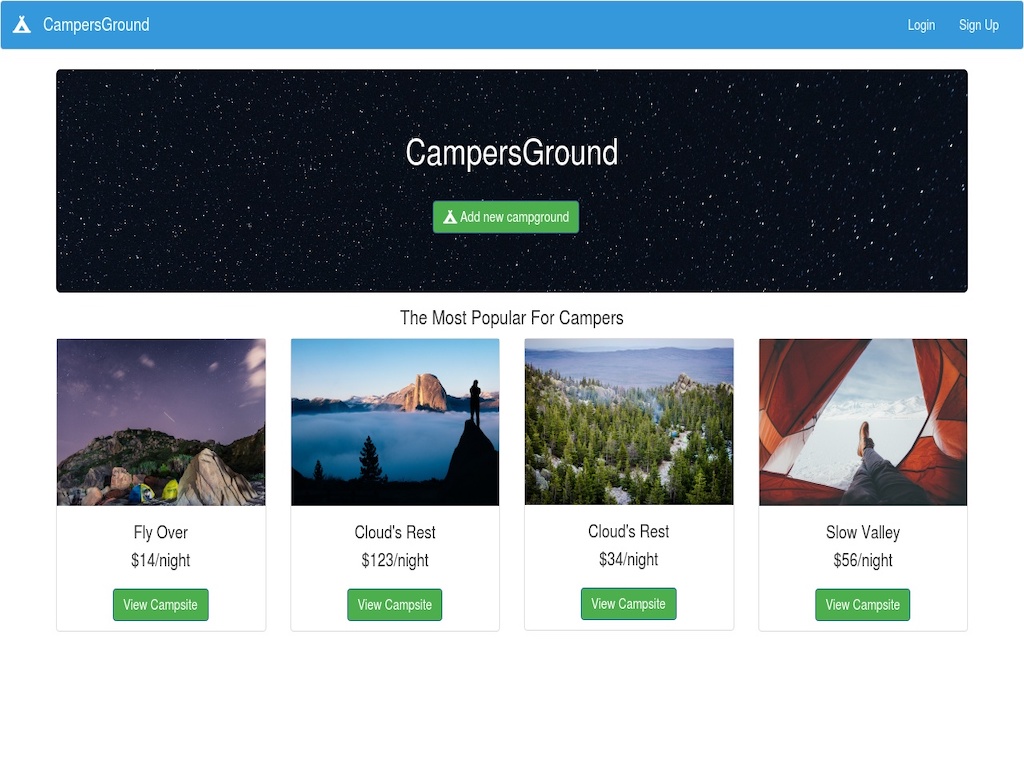 CampersGround
Login
Sign Up
CampersGround
Add new campground
The Most Popular For Campers
Fly Over
$14/night
View Campsite
Cloud's Rest
$123/night
View Campsite
Cloud's Rest
$34/night
View Campsite
Slow Valley
$56/night
View Campsite